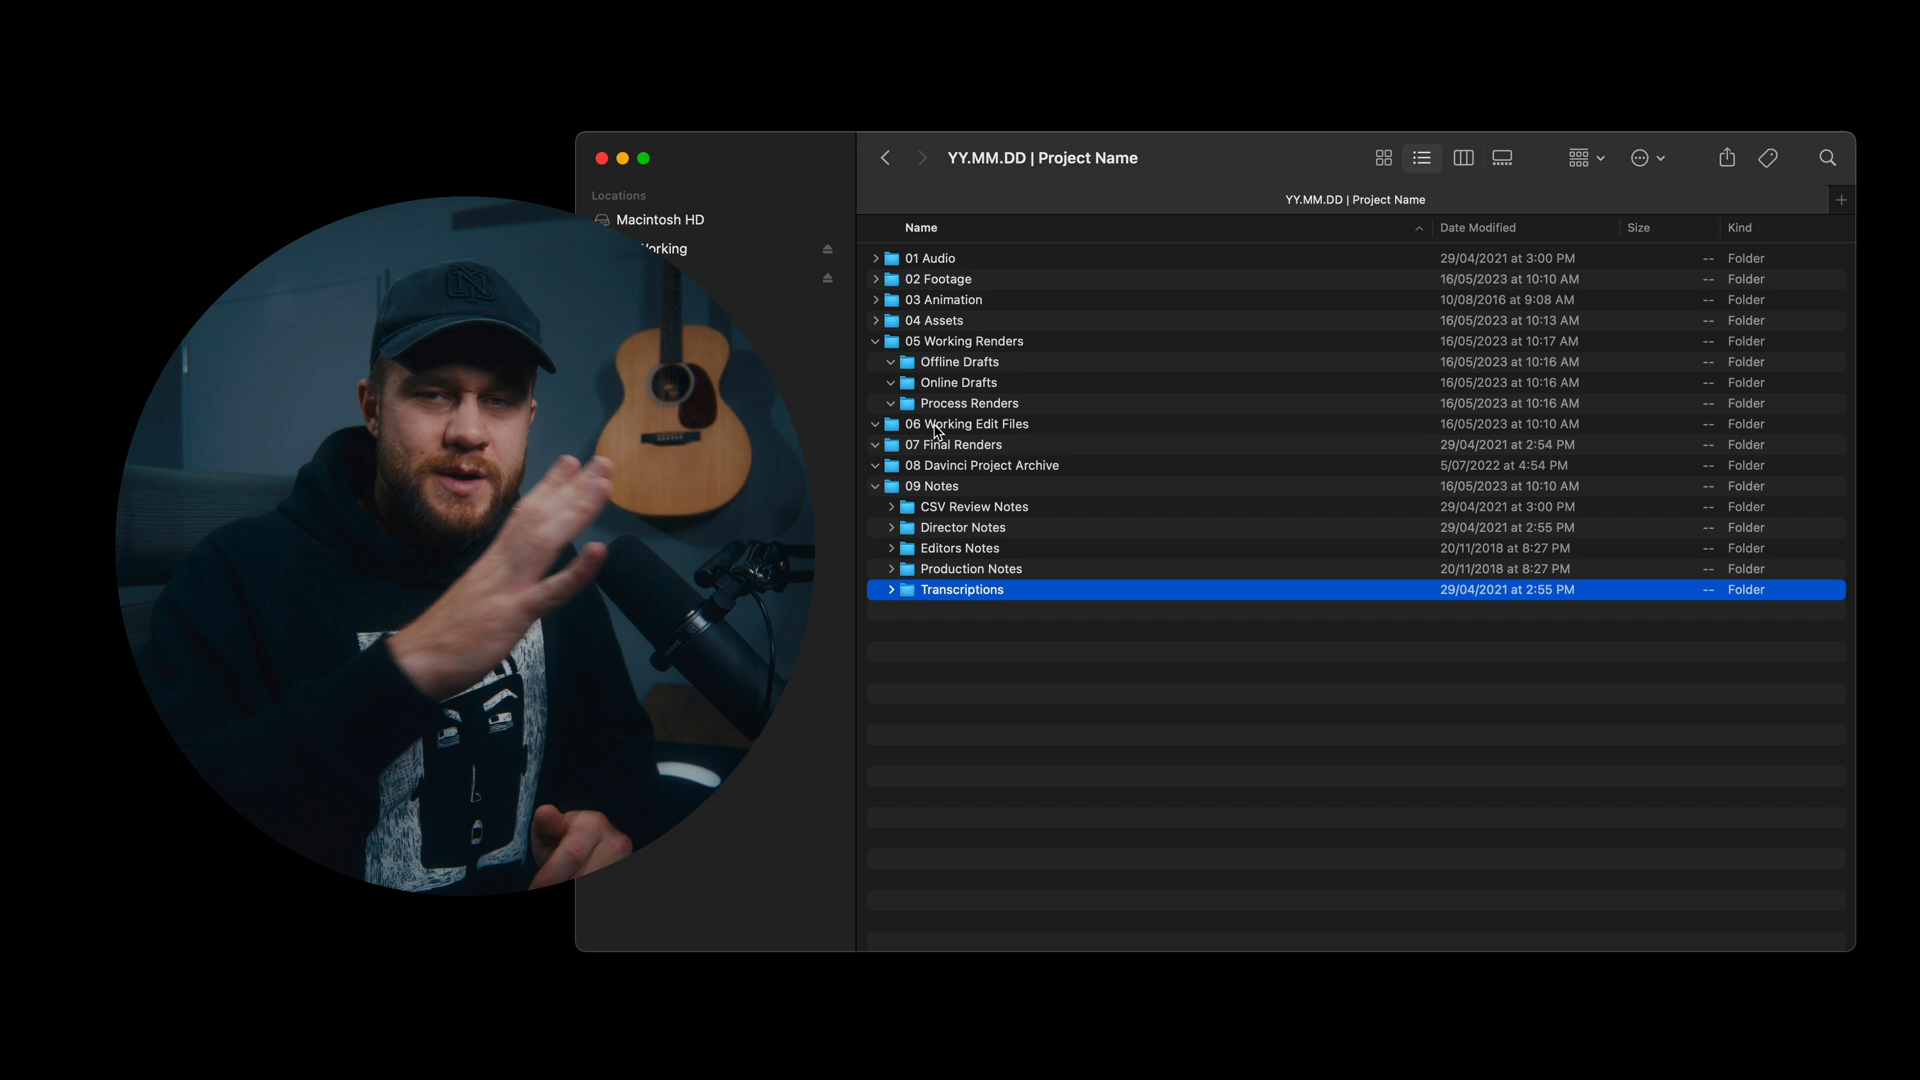 YY.MM.DD | Project Name
Locations
Macintosh HD
orking
YY.MM.DD | Project Name
Name Date Modified Size Kind
01 Audio 29/04/2021 at 3:00 PM -- Folder
02 Footage 16/05/2023 at 10:10 AM -- Folder
03 Animation 10/08/2016 at 9:08 AM -- Folder
04 Assets 16/05/2023 at 10:13 AM -- Folder
05 Working Renders 16/05/2023 at 10:17 AM -- Folder
Offline Drafts 16/05/2023 at 10:16 AM -- Folder
Online Drafts 16/05/2023 at 10:16 AM -- Folder
Process Renders 16/05/2023 at 10:16 AM -- Folder
06 Working Edit Files 16/05/2023 at 10:10 AM -- Folder
07 Final Renders 29/04/2021 at 2:54 PM -- Folder
08 Davinci Project Archive 5/07/2022 at 4:54 PM -- Folder
09 Notes 16/05/2023 at 10:10 AM -- Folder
CSV Review Notes 29/04/2021 at 3:00 PM -- Folder
Director Notes 29/04/2021 at 2:55 PM -- Folder
Editors Notes 20/11/2018 at 8:27 PM -- Folder
Production Notes 20/11/2018 at 8:27 PM -- Folder
Transcriptions 29/04/2021 at 2:55 PM -- Folder